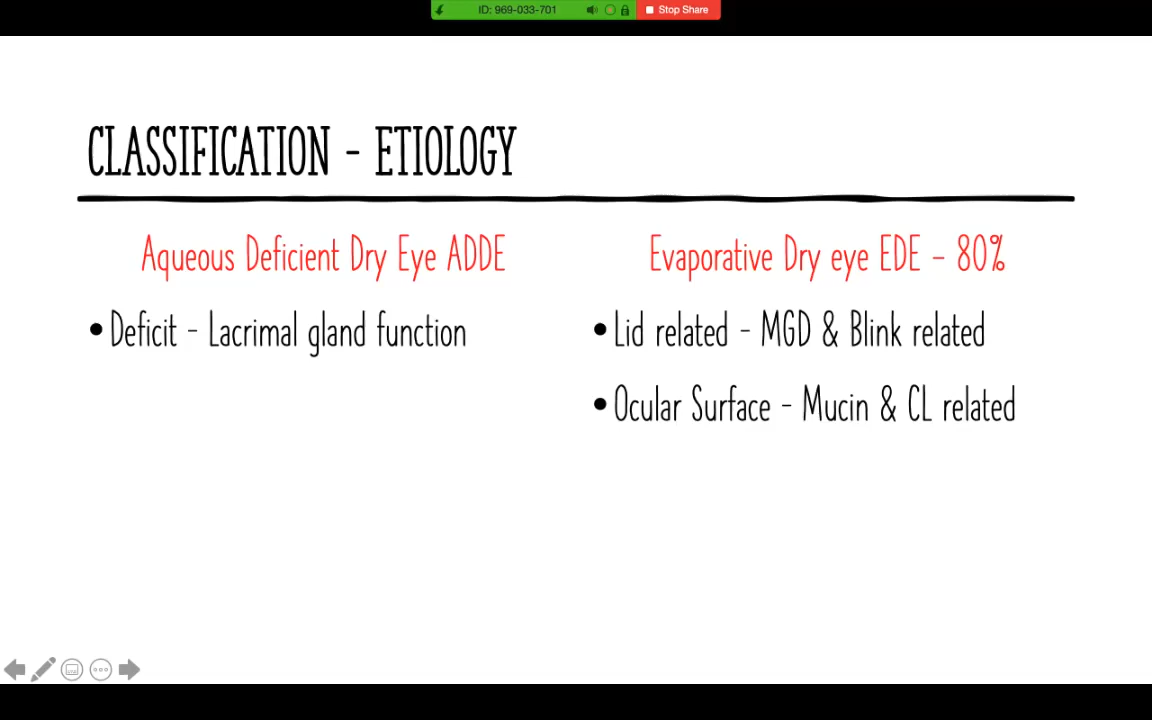 ID: 969-033-701
Stop Share
CLASSIFICATION - ETIOLOGY
Aqueous Deficient Dry Eye ADDE
• Deficit - Lacrimal gland function
Evaporative Dry eye EDE - 80%
• Lid related - MGD & Blink related
• Ocular Surface - Mucin & CL related